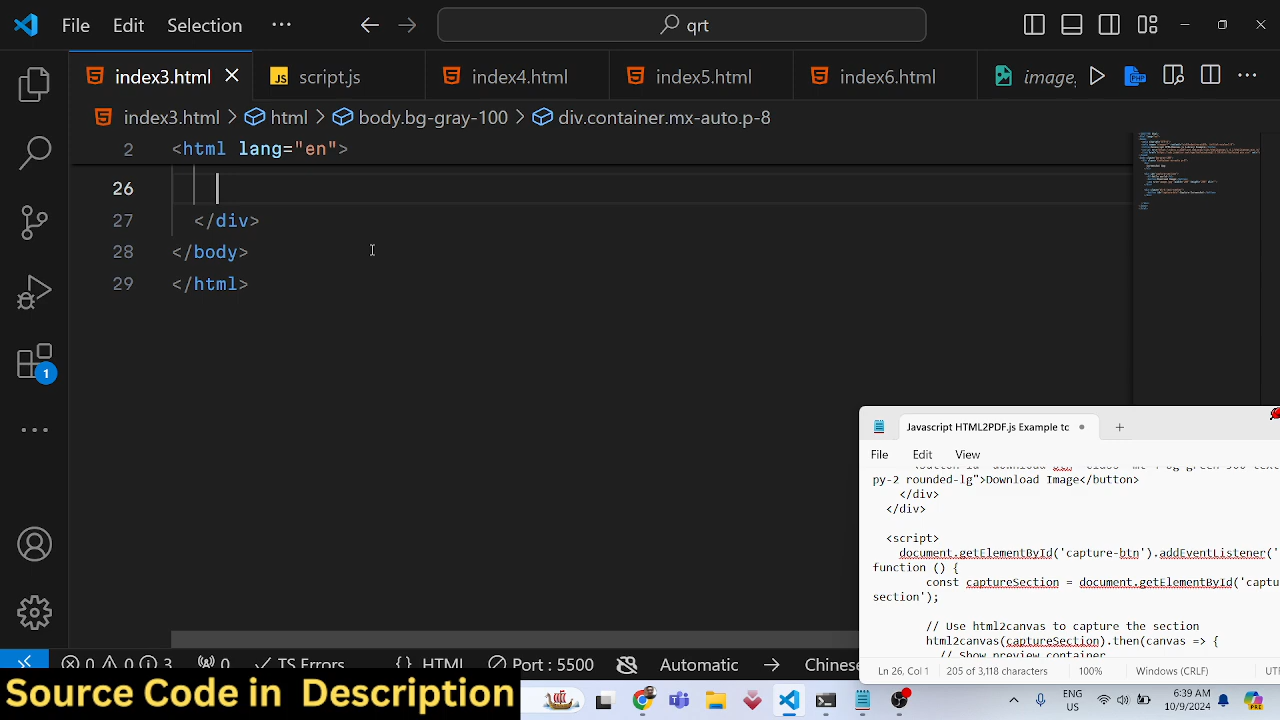 File Edit Selection ··· qrt
index3.html script.js index4.html index5.html index6.html image.
index3.html > html > body.bg-gray-100 > div.container.mx-auto.p-8
2 <html lang="en">
26
27 </div>
28 </body>
29 </html>
1
Javascript HTML2PDF.js Example tc
File Edit View
py-2 rounded-lg">Download Image</button>
</div>
</div>
<script>
document.getElementById('capture-btn').addEventListener('
function () {
const captureSection = document.getElementById('captu
section');
// Use html2canvas to capture the section
html2canvas(captureSection).then(canvas => {
// Show preview container
Ln 26, Col 1 205 of 3,118 characters 100% Windows (CRLF) UT
0 0 3 0 TS Errors {} HTML Port : 5500 Automatic Chinese
Source Code in Description
ENG
US
6:39 AM
10/9/2024